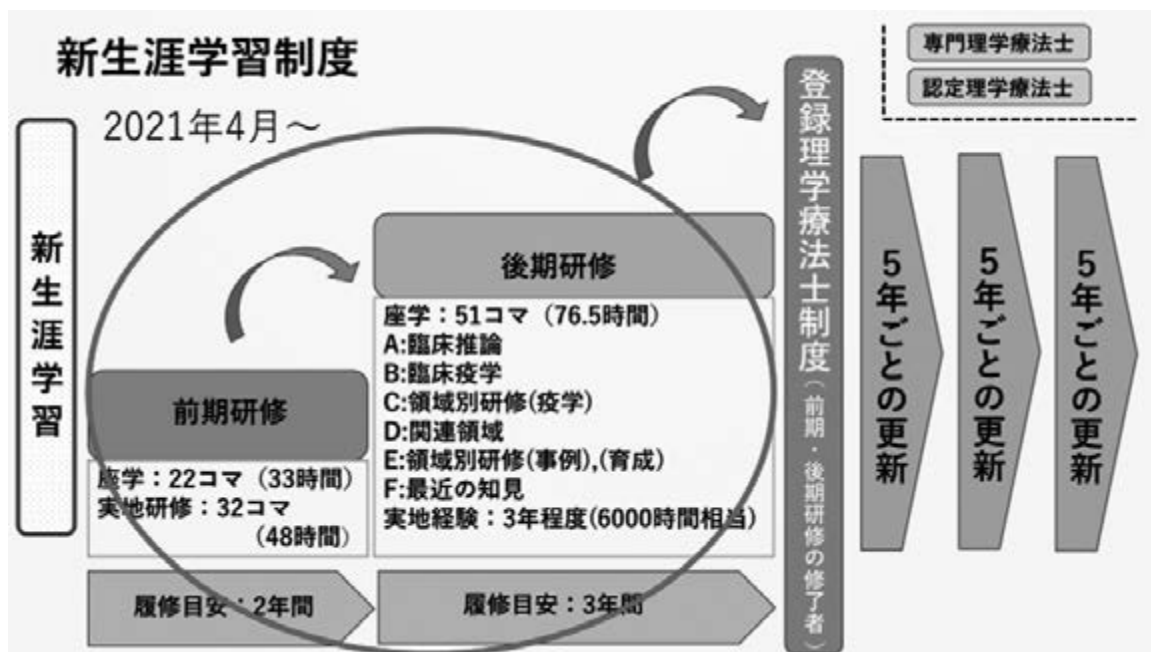 新生涯学習制度
2021年4月～
新生涯学習
前期研修
座学：22コマ（33時間）
実地研修：32コマ
（48時間）
履修目安：2年間
後期研修
座学：51コマ（76.5時間）
A:臨床推論
B:臨床疫学
C:領域別研修(疫学)
D:関連領域
E:領域別研修(事例),(育成)
F:最近の知見
実地経験：3年程度(6000時間相当)
履修目安：3年間
登録理学療法士制度（前期・後期研修の修了者）
専門理学療法士
認定理学療法士
5年ごとの更新
5年ごとの更新
5年ごとの更新